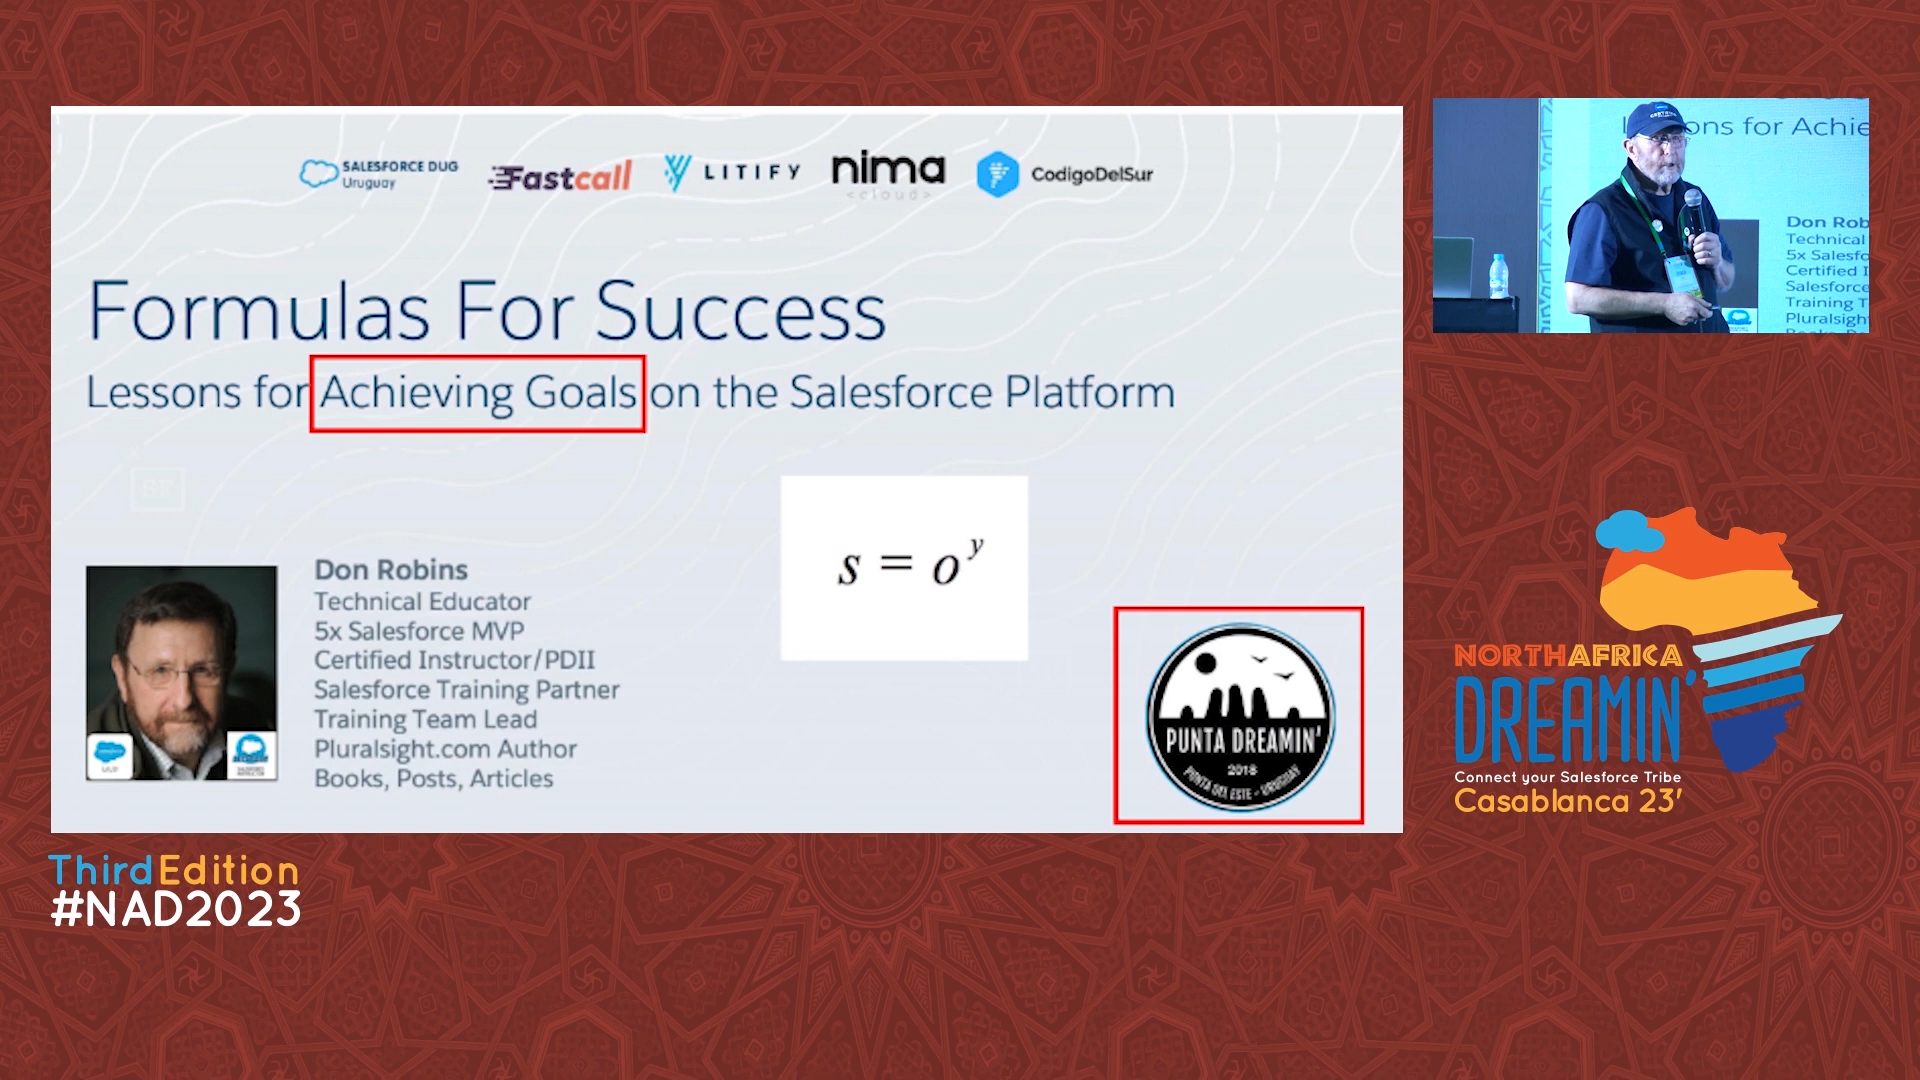 SALESFORCE DUG
Uruguay
Fastcall
LITIFY
nima
<cloud>
CodigoDelSur
Formulas For Success
Lessons for Achieving Goals on the Salesforce Platform
s = o^y
Don Robins
Technical Educator
5x Salesforce MVP
Certified Instructor/PDII
Salesforce Training Partner
Training Team Lead
Pluralsight.com Author
Books, Posts, Articles
PUNTA DREAMIN'
2018
PUNTA DEL ESTE - URUGUAY
ons for Achie
Don Rob
Technical
5x Salesfo
Certified I
Salesforce
Training T
Pluralsigh
NORTHAFRICA
DREAMIN'
Connect your Salesforce Tribe
Casablanca 23'
ThirdEdition
#NAD2023